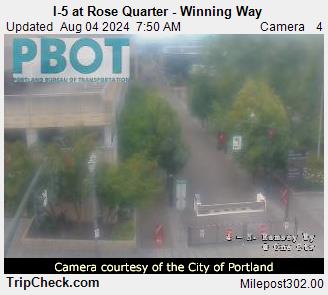 I-5 at Rose Quarter - Winning Way
Updated Aug 04 2024 7:50 AM Camera 4
PBOT
PORTLAND BUREAU OF TRANSPORTATION
Camera courtesy of the City of Portland
TripCheck.com Milepost302.00